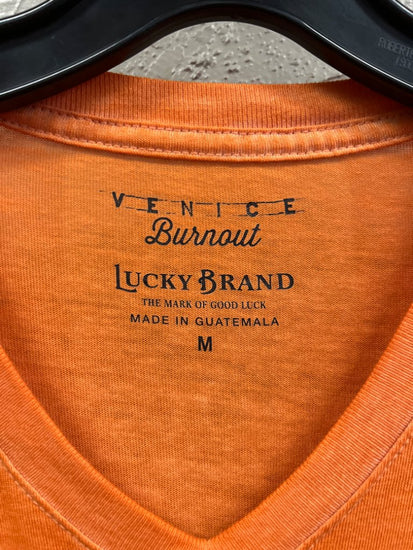 VENICE
Burnout
LUCKY BRAND
THE MARK OF GOOD LUCK
MADE IN GUATEMALA
M